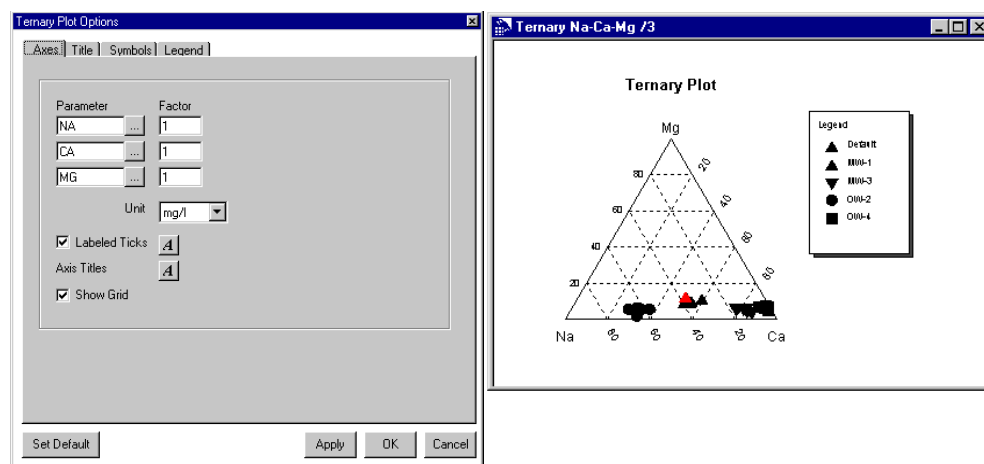 Ternary Plot Options
Axes Title Symbols Legend
Parameter Factor
NA ... 1
CA ... 1
MG ... 1
Unit mg/l
Labeled Ticks A
Axis Titles A
Show Grid
Set Default Apply OK Cancel
Ternary Na-Ca-Mg /3
Ternary Plot
Mg
80 20
60 40
40 60
20 80
Na 80 60 40 20 Ca
Legend
Default
MW-1
MW-3
OW-2
OW-4